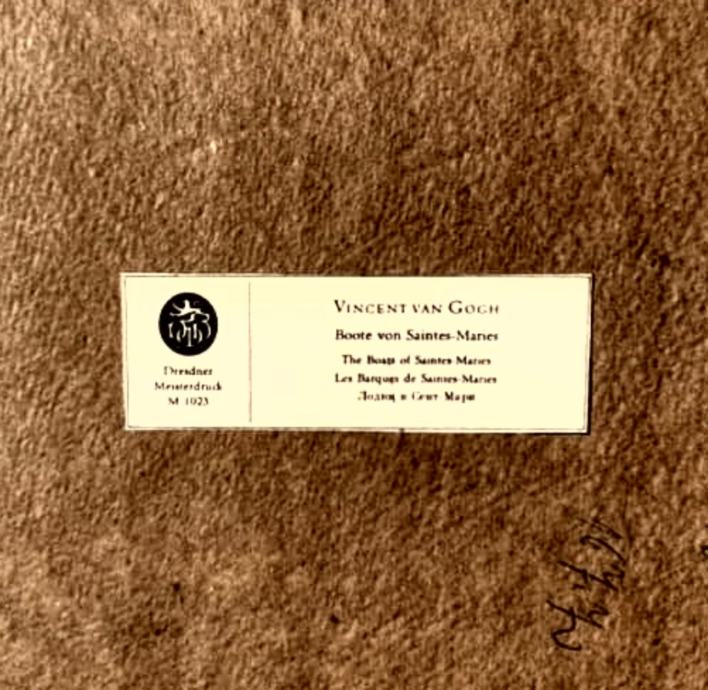 Dresdner
Meisterdruck
M 1023
VINCENT VAN GOGH
Boote von Saintes-Maries
The Boats of Saintes-Maries
Les Barques de Saintes-Maries
в Сент Мари